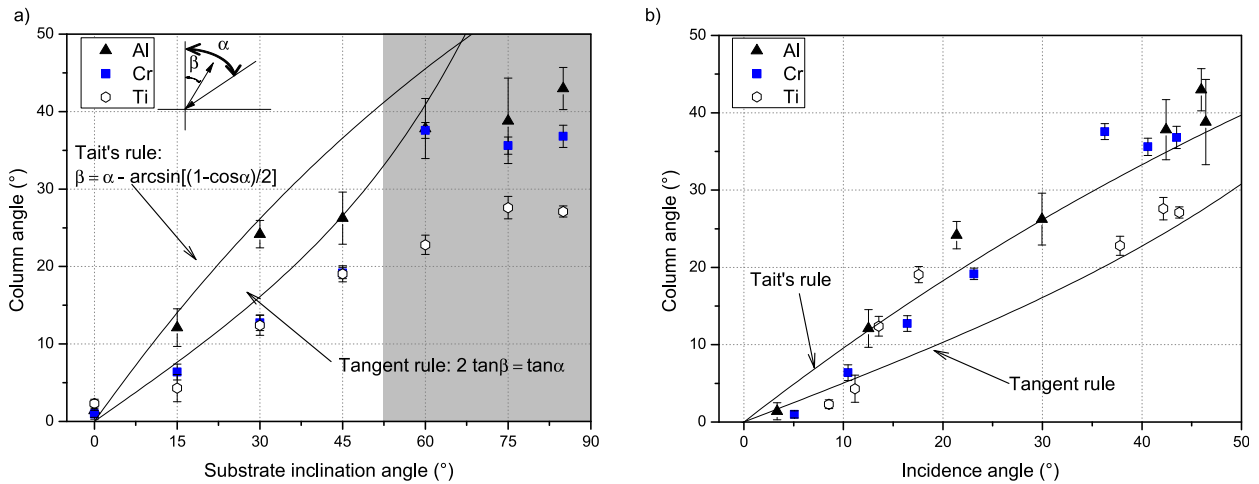 a)
Al
Cr
Ti
α
β
Tait's rule:
β = α - arcsin[(1-cosα)/2]
Tangent rule: 2 tanβ = tanα
Column angle (°)
50
40
30
20
10
0
0 15 30 45 60 75 90
Substrate inclination angle (°)
b)
Al
Cr
Ti
Tait's rule
Tangent rule
Column angle (°)
50
40
30
20
10
0
0 10 20 30 40 50
Incidence angle (°)